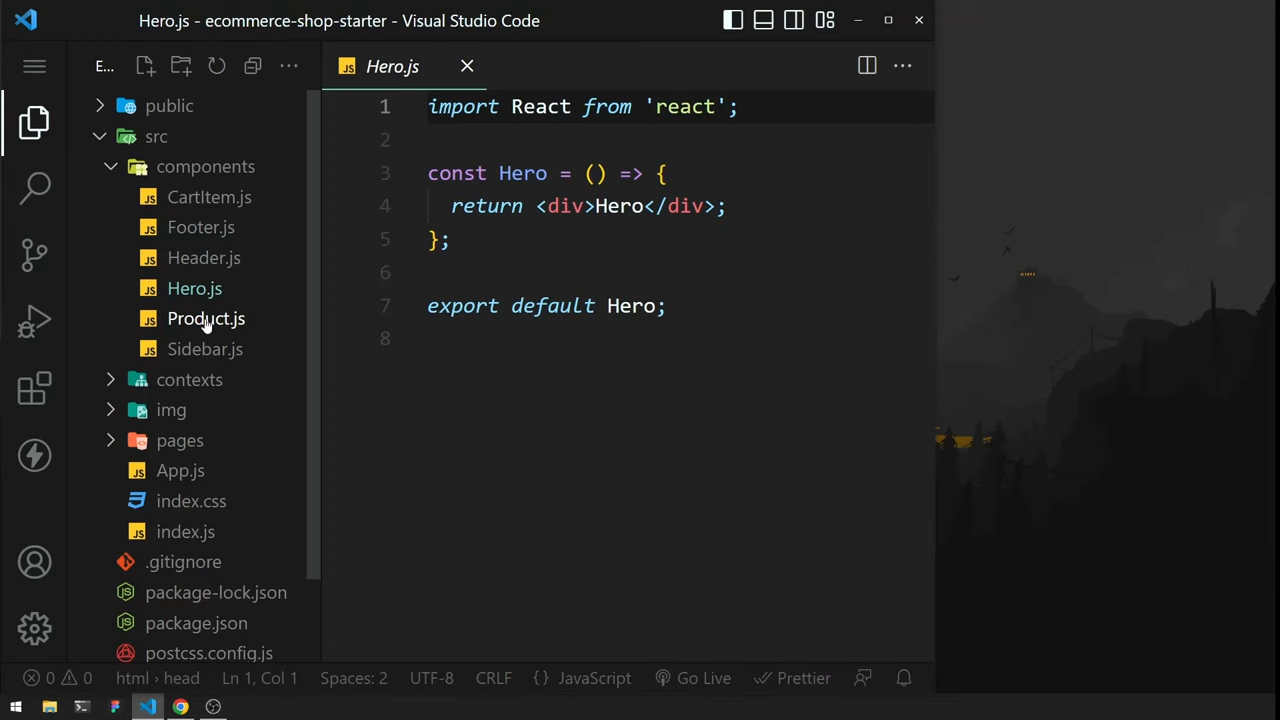 Hero.js - ecommerce-shop-starter - Visual Studio Code
E...
Hero.js
public
src
components
CartItem.js
Footer.js
Header.js
Hero.js
Product.js
Sidebar.js
contexts
img
pages
App.js
index.css
index.js
.gitignore
package-lock.json
package.json
postcss.config.js
1 import React from 'react';
2
3 const Hero = () => {
4 return <div>Hero</div>;
5 };
6
7 export default Hero;
8
0 0 html › head Ln 1, Col 1 Spaces: 2 UTF-8 CRLF {} JavaScript Go Live Prettier